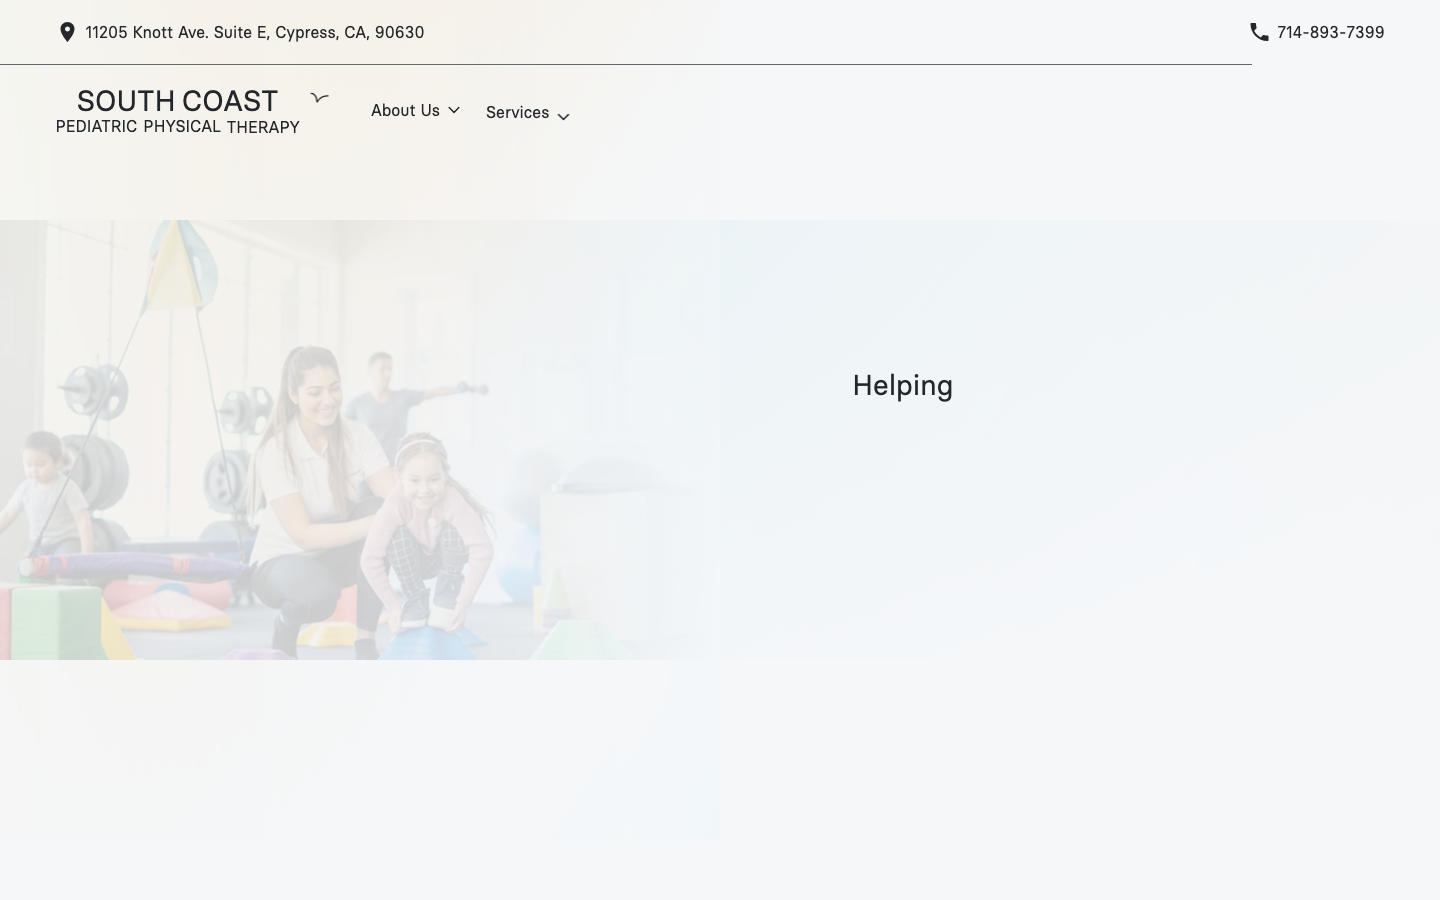 11205 Knott Ave. Suite E, Cypress, CA, 90630
714-893-7399
SOUTH COAST
PEDIATRIC PHYSICAL THERAPY
About Us
Services
Helping